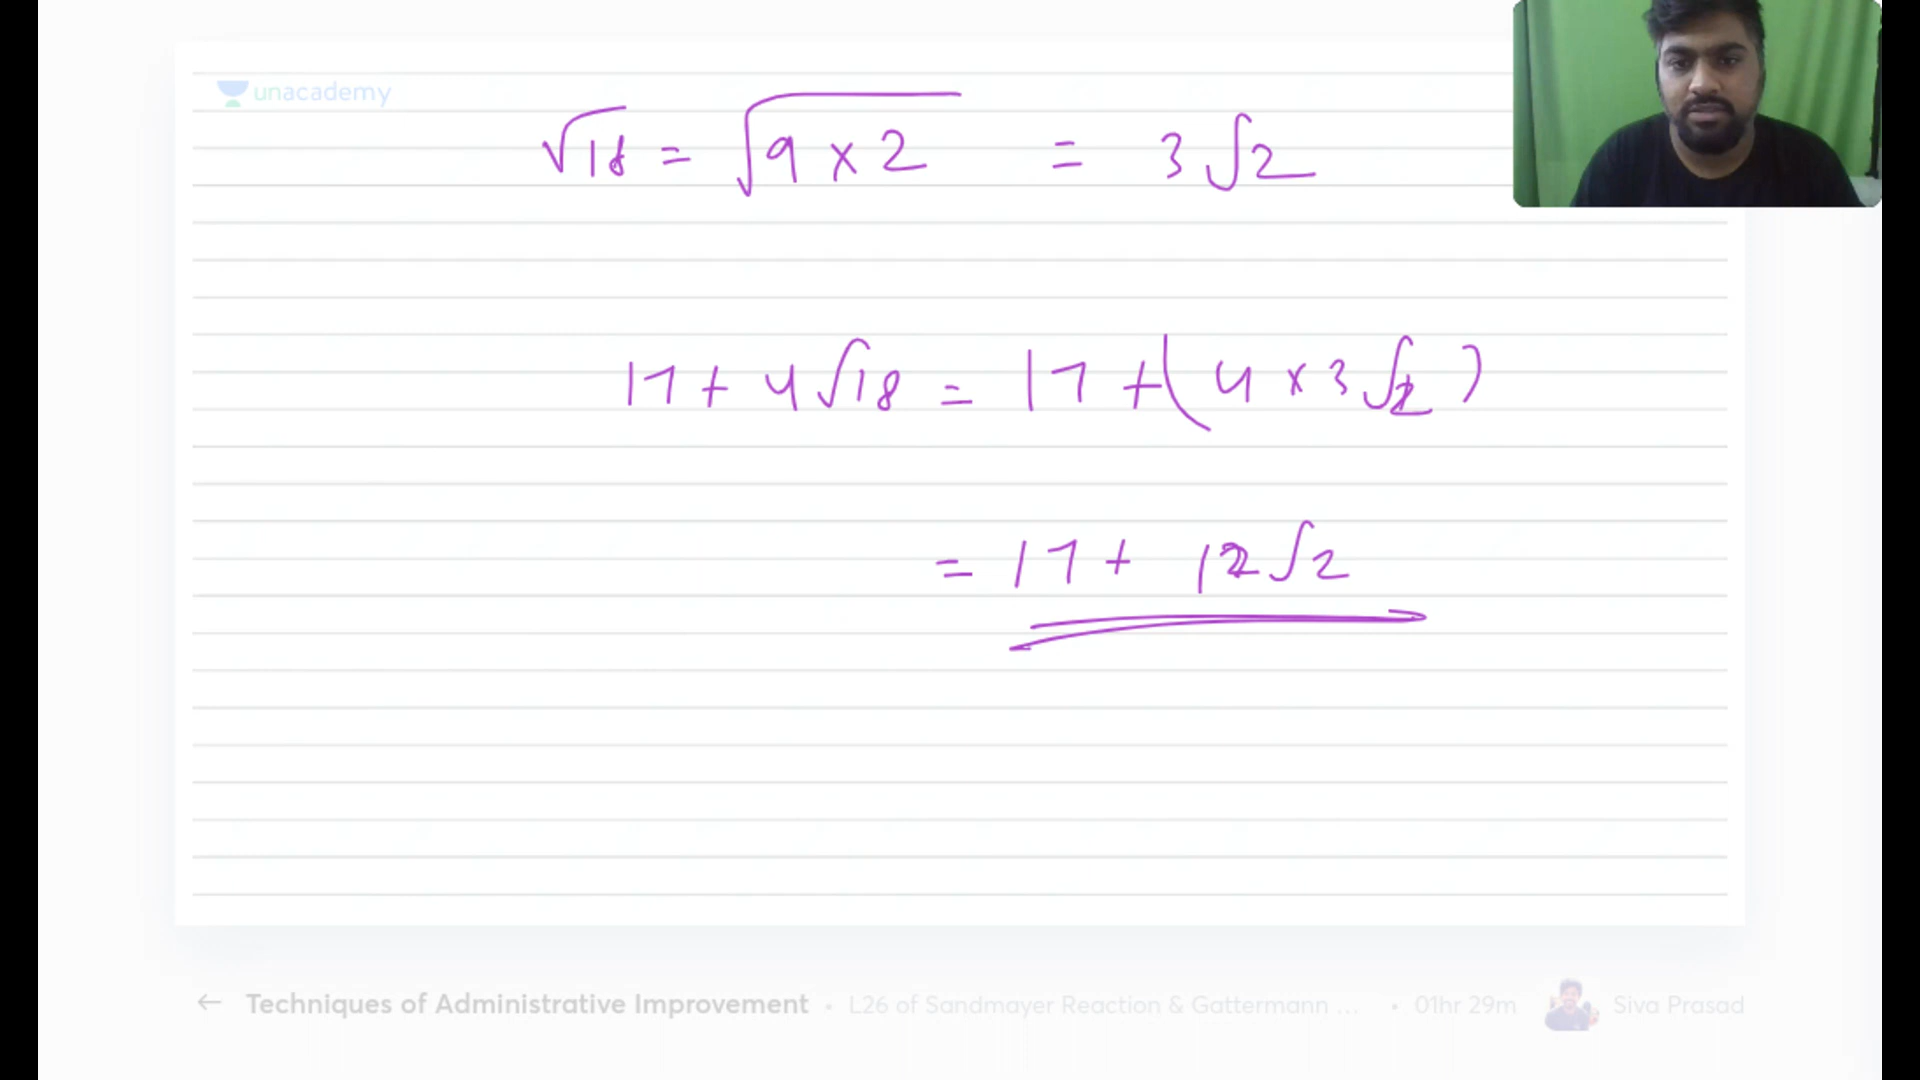 unacademy
√18 = √9 × 2 = 3√2
17 + 4√18 = 17 + (4 × 3√2)
= 17 + 12√2
← Techniques of Administrative Improvement • L26 of Sandmayer Reaction & Gattermann ... • 01hr 29m Siva Prasad